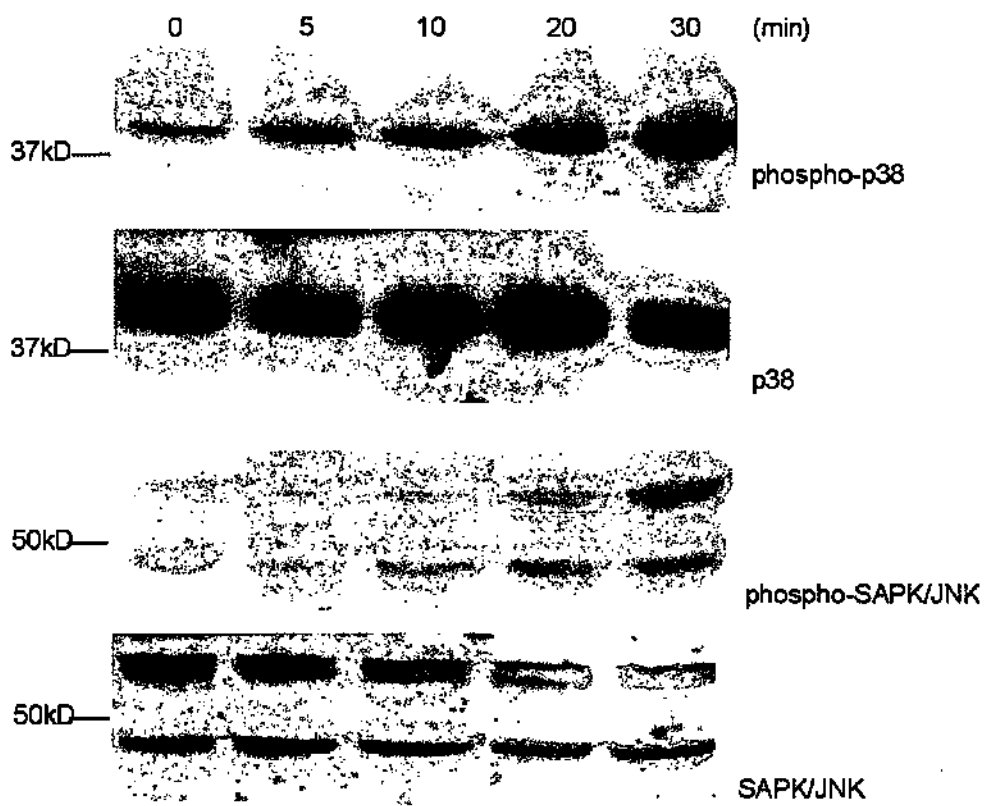 0 5 10 20 30 (min)
37kD
phospho-p38
37kD
p38
50kD
phospho-SAPK/JNK
50kD
SAPK/JNK